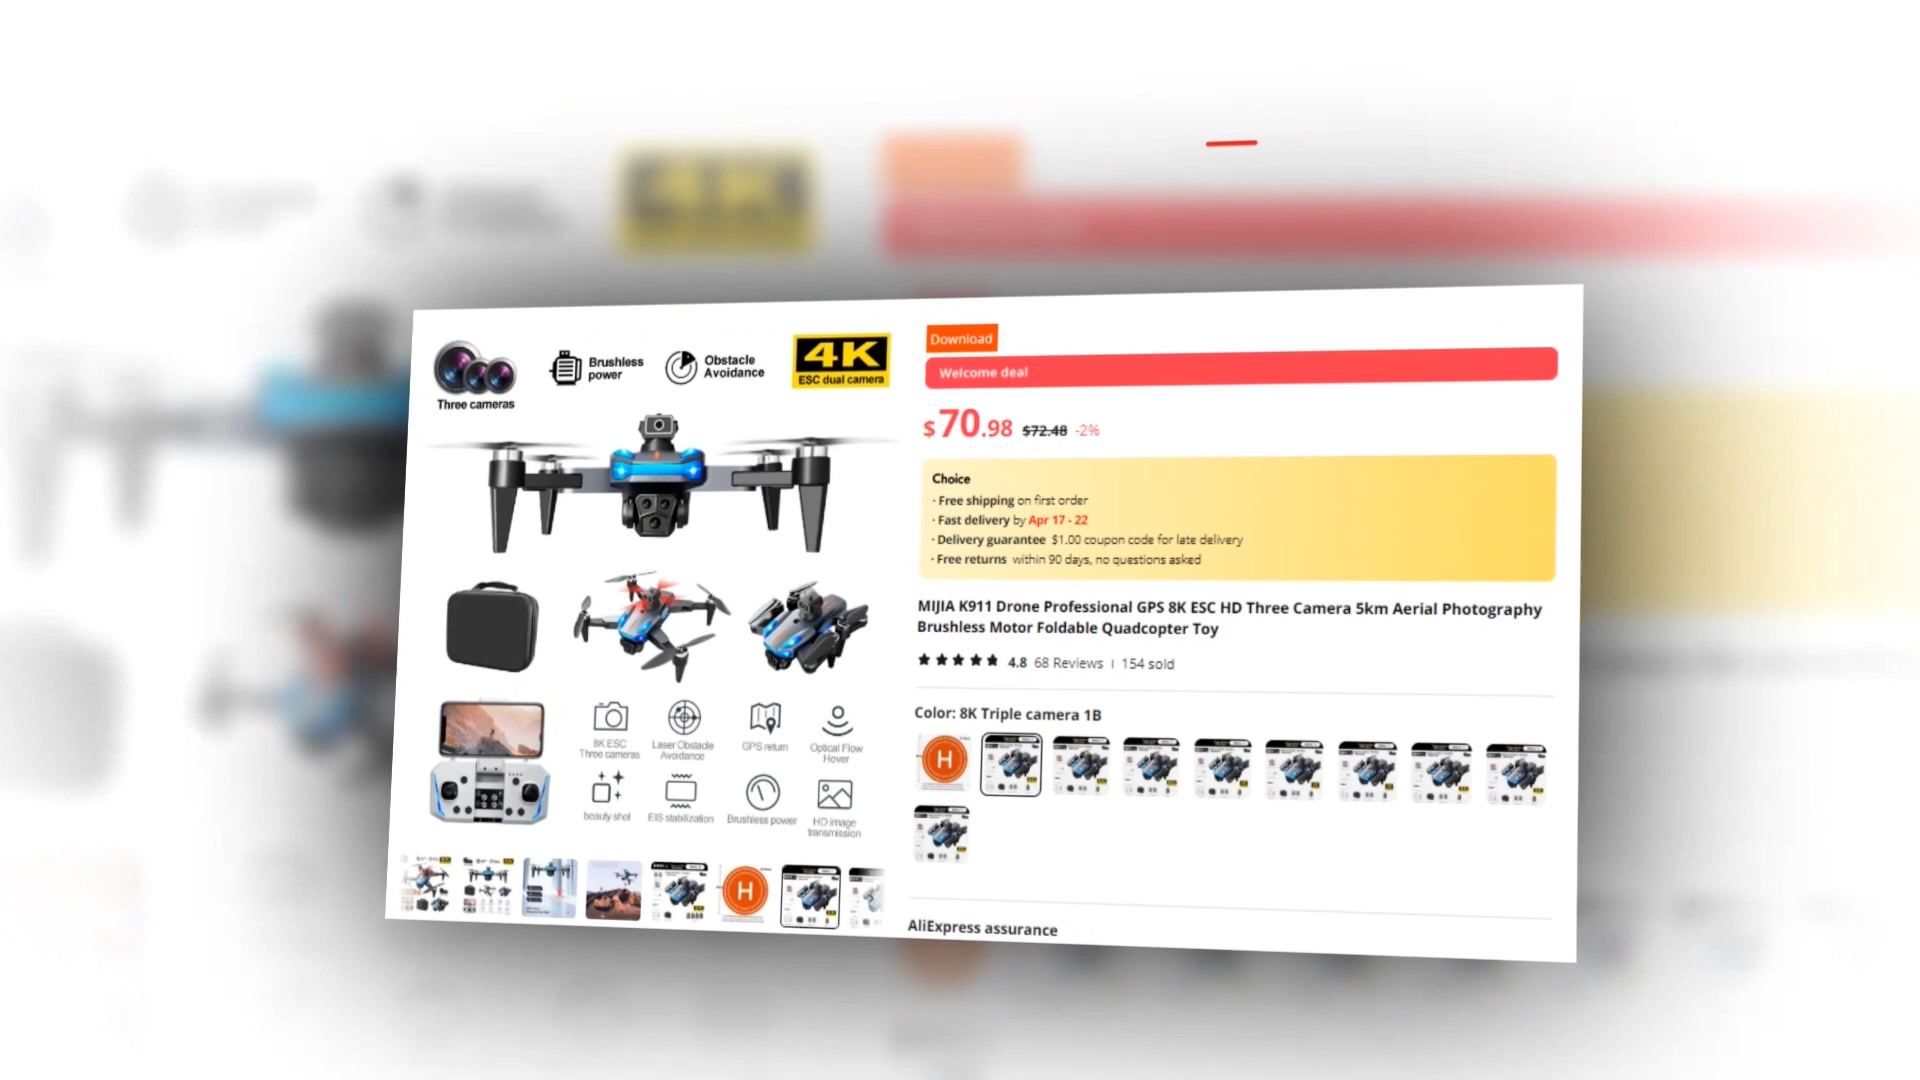 Three cameras
Brushless
power
Obstacle
Avoidance
4K
ESC dual camera
8K ESC
Three cameras
Laser Obstacle
Avoidance
GPS return
Optical Flow
Hover
beauty shot
EIS stabilization
Brushless power
HD image
transmission
H
Download
Welcome deal
$70.98 $72.48 -2%
Choice
· Free shipping on first order
· Fast delivery by Apr 17 - 22
· Delivery guarantee $1.00 coupon code for late delivery
· Free returns within 90 days, no questions asked
MIJIA K911 Drone Professional GPS 8K ESC HD Three Camera 5km Aerial Photography
Brushless Motor Foldable Quadcopter Toy
4.8 68 Reviews | 154 sold
Color: 8K Triple camera 1B
H
AliExpress assurance